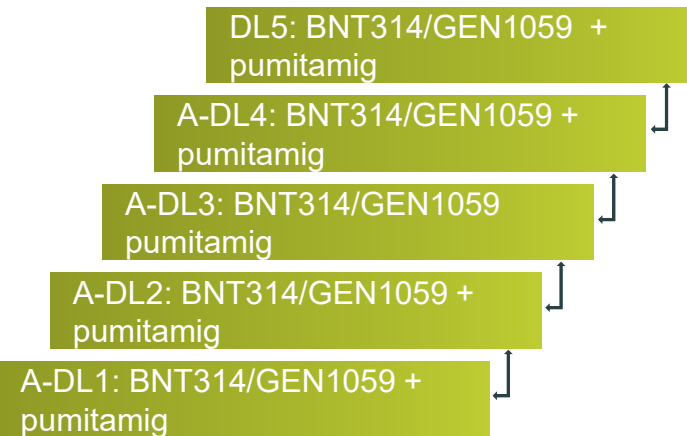 DL5: BNT314/GEN1059 +
pumitamig
A-DL4: BNT314/GEN1059 +
pumitamig
A-DL3: BNT314/GEN1059
pumitamig
A-DL2: BNT314/GEN1059 +
pumitamig
A-DL1: BNT314/GEN1059 +
pumitamig